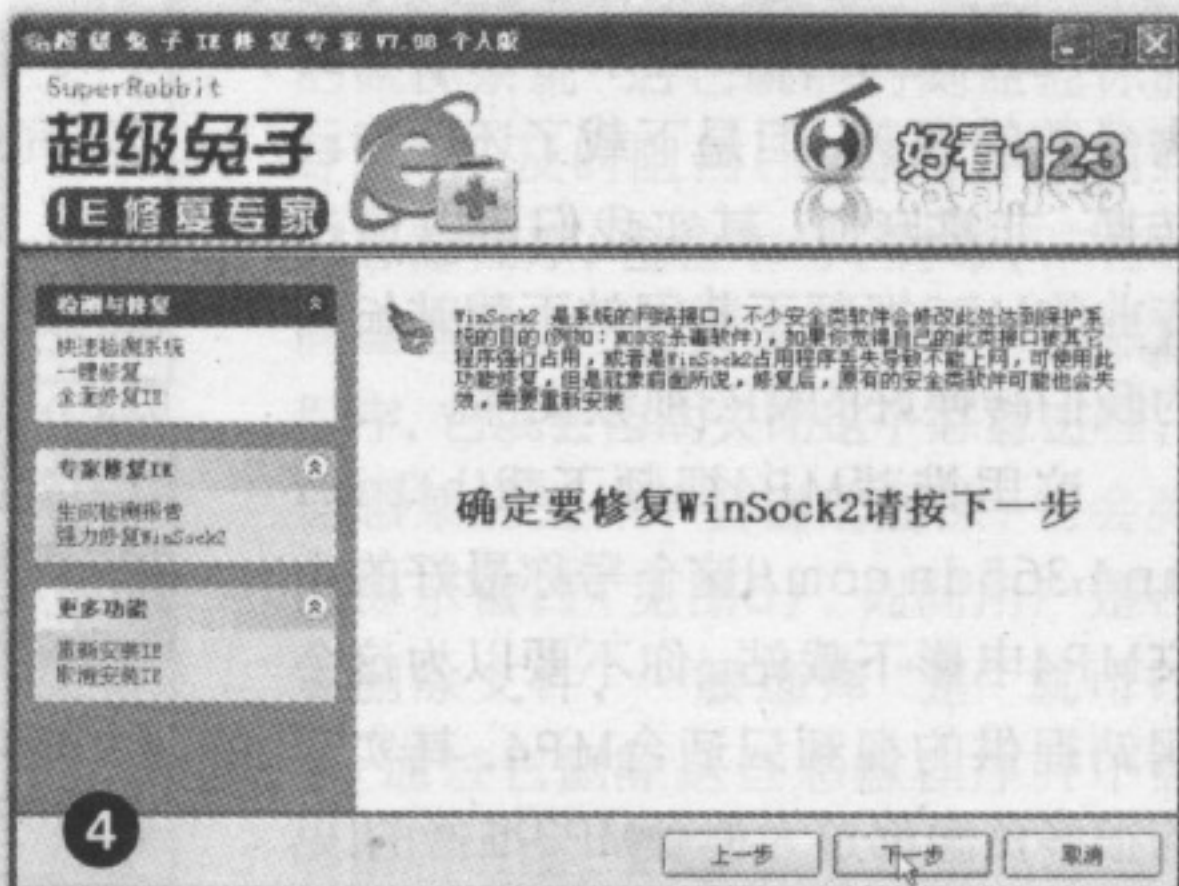 超级兔子IE修复专家 V7.98 个人版
SuperRabbit
超级兔子
IE修复专家
好看123
检测与修复
快速检测系统
一键修复
全面修复IE
专家修复IE
生成检测报告
强力修复WinSock2
更多功能
重新安装IE
取消安装IE
WinSock2 是系统的网络接口，不少安全类软件会修改此处达到保护系
统的目的(例如：NOD32杀毒软件)，如果你觉得自己的此类接口被其它
程序强行占用，或者是WinSock2占用程序丢失导致不能上网，可使用此
功能修复，但是就象前面所说，修复后，原有的安全类软件可能也会失
效，需要重新安装
确定要修复WinSock2请按下一步
4
上一步
下一步
取消